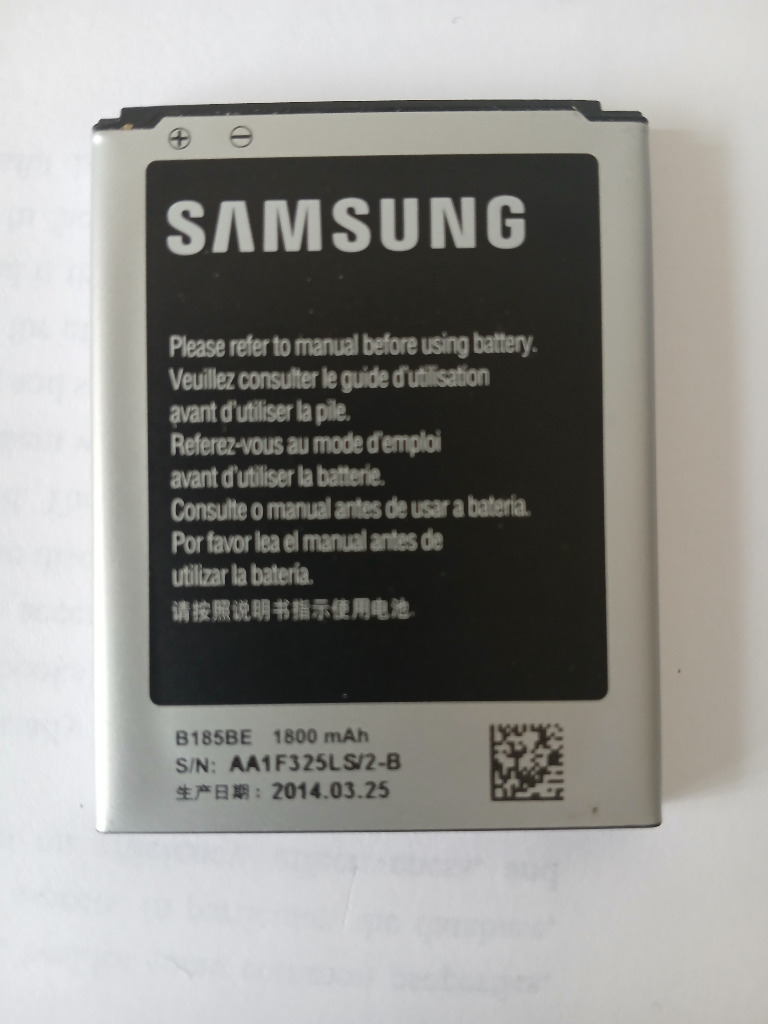 SAMSUNG
Please refer to manual before using battery.
Veuillez consulter le guide d'utilisation
avant d'utiliser la pile.
Referez-vous au mode d'emploi
avant d'utiliser la batterie.
Consulte o manual antes de usar a bateria.
Por favor lea el manual antes de
utilizar la batería.
请按照说明书指示使用电池.
B185BE 1800 mAh
S/N: AA1F325LS/2-B
生产日期: 2014.03.25